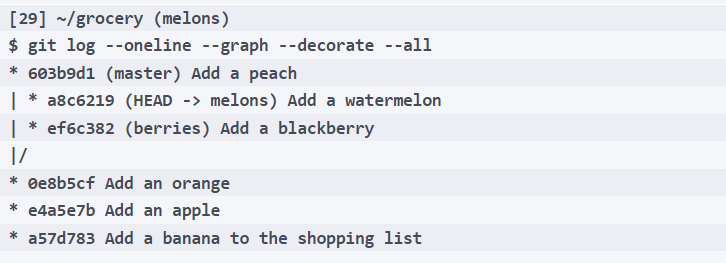 [29] ~/grocery (melons)
$ git log --oneline --graph --decorate --all
* 603b9d1 (master) Add a peach
| * a8c6219 (HEAD -> melons) Add a watermelon
| * ef6c382 (berries) Add a blackberry
|/
* 0e8b5cf Add an orange
* e4a5e7b Add an apple
* a57d783 Add a banana to the shopping list